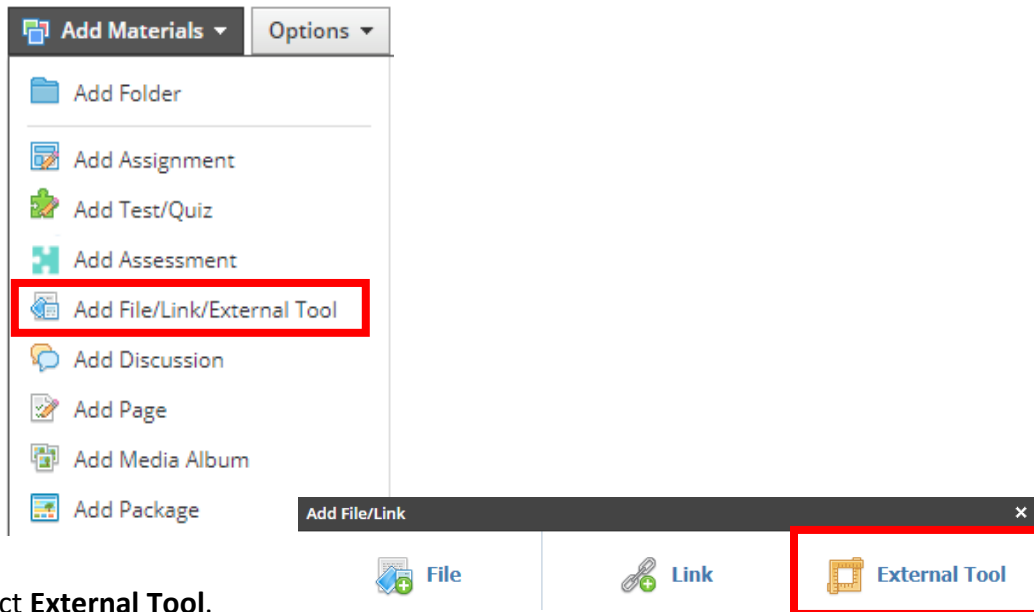 Add Materials Options
Add Folder
Add Assignment
Add Test/Quiz
Add Assessment
Add File/Link/External Tool
Add Discussion
Add Page
Add Media Album
Add Package
Add File/Link ×
File Link External Tool
External Tool.